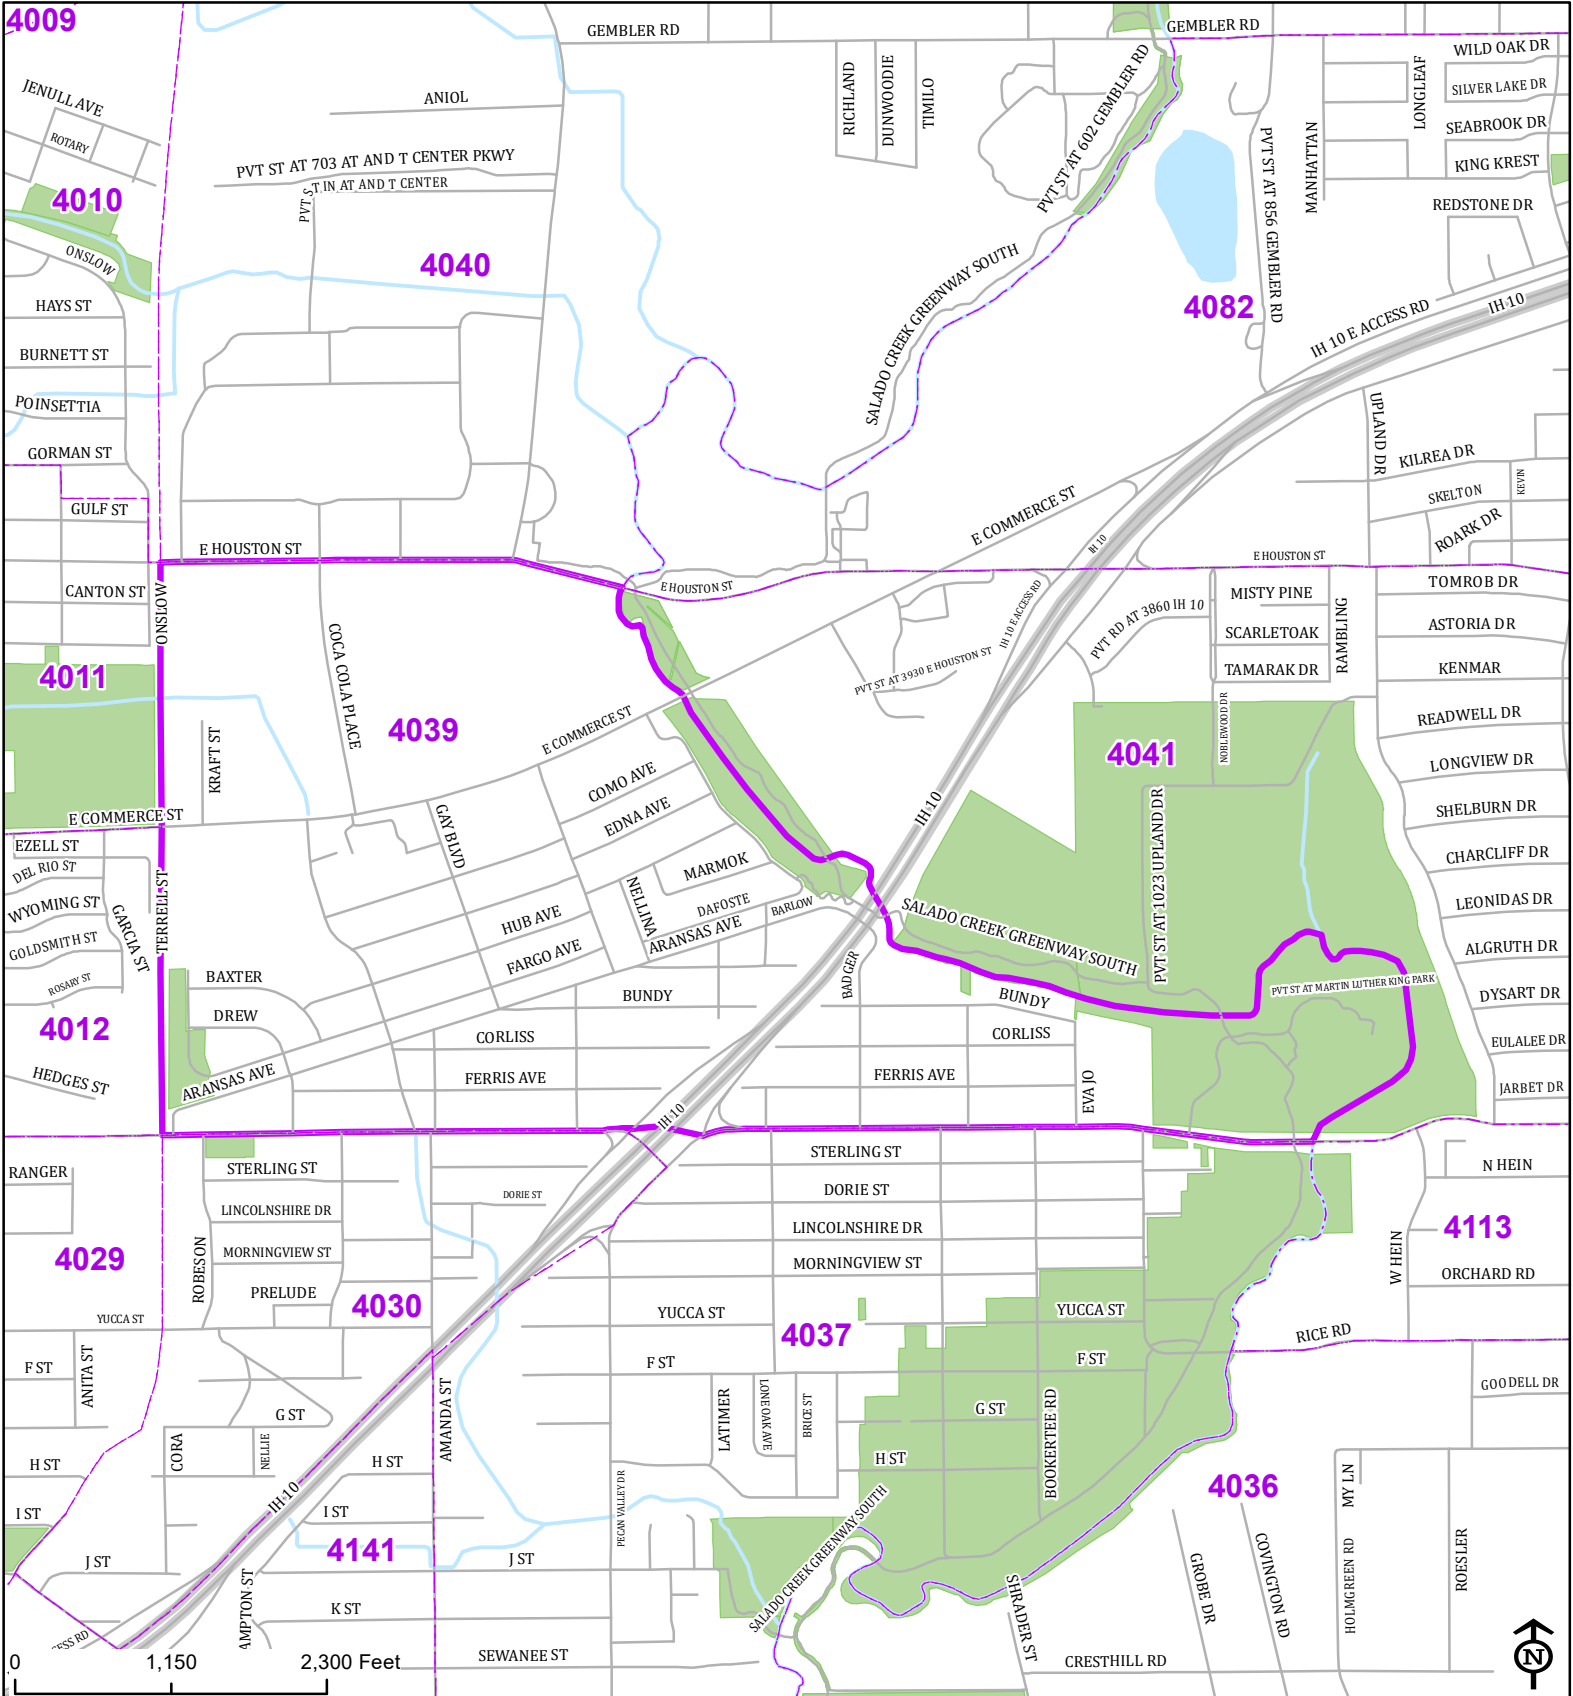 4009
GEMBLER RD
GEMBLER RD
WILD OAK DR
JENULL AVE
ANIOL
RICHLAND
DUNWOODIE
TIMILO
PVT ST AT 602 GEMBLER RD
LONGLEAF
SILVER LAKE DR
ROTARY
SEABROOK DR
PVT ST AT 703 AT AND T CENTER PKWY
PVT ST IN AT AND T CENTER
PVT ST AT 856 GEMBLER RD
MANHATTAN
KING KREST
4010
REDSTONE DR
ONSLOW
4040
SALADO CREEK GREENWAY SOUTH
4082
HAYS ST
IH 10 E ACCESS RD
IH 10
BURNETT ST
POINSETTIA
UPLAND DR
GORMAN ST
KILREA DR
KEVIN
SKELTON
GULF ST
E COMMERCE ST
ROARK DR
E HOUSTON ST
IH 10
E HOUSTON ST
CANTON ST
ONSLOW
E HOUSTON ST
IH 10 E ACCESS RD
MISTY PINE
TOMROB DR
PVT RD AT 3860 IH 10
SCARLETOAK
RAMBLING
ASTORIA DR
COCA COLA PLACE
4011
PVT ST AT 3930 E HOUSTON ST
TAMARAK DR
KENMAR
4039
E COMMERCE ST
NOBLEWOOD DR
READWELL DR
KRAFT ST
4041
LONGVIEW DR
COMO AVE
E COMMERCE ST
EDNA AVE
IH 10
PVT ST AT 1023 UPLAND DR
SHELBURN DR
EZELL ST
GAY BLVD
DEL RIO ST
MARMOK
CHARCLIFF DR
WYOMING ST
TERRELL ST
GARCIA ST
NELLINA
DAFOSTE
BARLOW
SALADO CREEK GREENWAY SOUTH
LEONIDAS DR
HUB AVE
ARANSAS AVE
GOLDSMITH ST
FARGO AVE
ALGRUTH DR
BAXTER
BADGER
ROSARY ST
PVT ST AT MARTIN LUTHER KING PARK
BUNDY
BUNDY
DYSART DR
4012
DREW
CORLISS
CORLISS
EULALEE DR
HEDGES ST
ARANSAS AVE
FERRIS AVE
FERRIS AVE
EVA JO
JARBET DR
IH 10
STERLING ST
RANGER
STERLING ST
N HEIN
DORIE ST
DORIE ST
LINCOLNSHIRE DR
LINCOLNSHIRE DR
4113
4029
ROBESON
MORNINGVIEW ST
MORNINGVIEW ST
W HEIN
ORCHARD RD
PRELUDE
4030
YUCCA ST
YUCCA ST
YUCCA ST
4037
RICE RD
F ST
ANITA ST
F ST
F ST
GOODELL DR
AMANDA ST
LATIMER
LONE OAK AVE
BRICE ST
BOOKERTEE RD
G ST
G ST
CORA
NELLIE
H ST
H ST
H ST
MY LN
IH 10
PECAN VALLEY DR
4036
I ST
I ST
SALADO CREEK GREENWAY SOUTH
4141
J ST
J ST
GROBE DR
COVINGTON RD
HOLMGREEN RD
ROESLER
SHRADER ST
AMPTON ST
K ST
CESS RD
SEWANEE ST
CRESTHILL RD
N
0 1,150 2,300 Feet